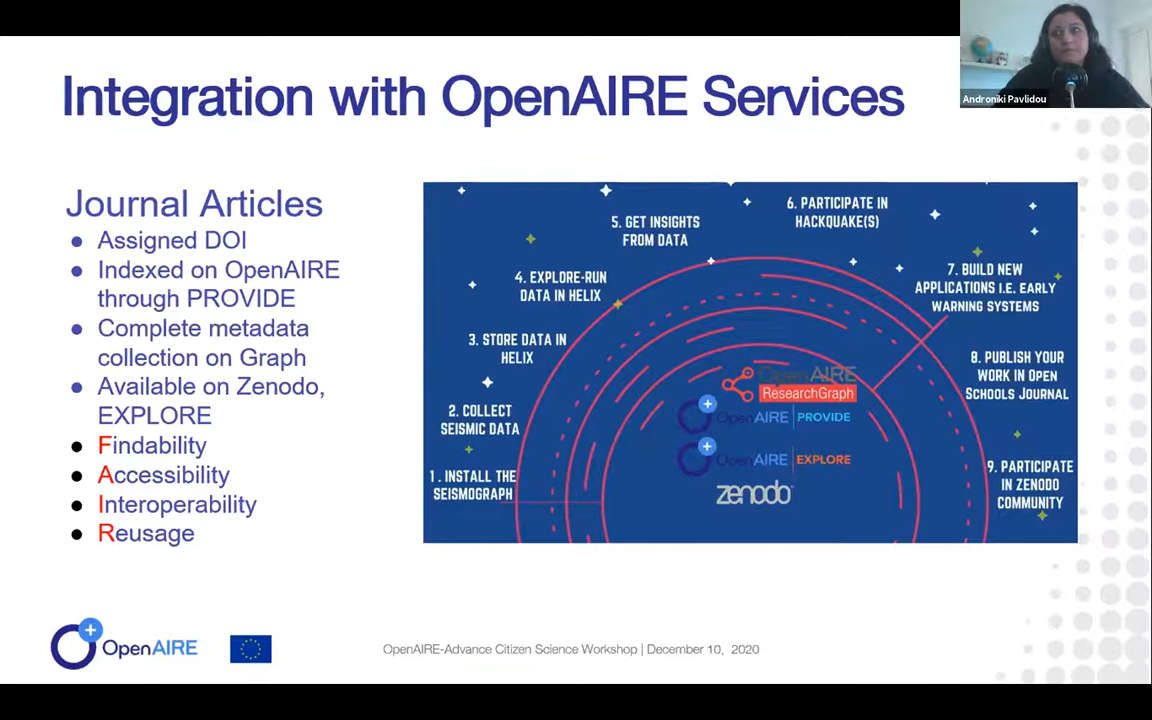 Integration with OpenAIRE Services
Androniki Pavlidou
Journal Articles
Assigned DOI
Indexed on OpenAIRE
through PROVIDE
Complete metadata
collection on Graph
Available on Zenodo,
EXPLORE
Findability
Accessibility
Interoperability
Reusage
1. INSTALL THE
SEISMOGRAPH
2. COLLECT
SEISMIC DATA
3. STORE DATA IN
HELIX
4. EXPLORE-RUN
DATA IN HELIX
5. GET INSIGHTS
FROM DATA
6. PARTICIPATE IN
HACKQUAKE(S)
7. BUILD NEW
APPLICATIONS I.E. EARLY
WARNING SYSTEMS
8. PUBLISH YOUR
WORK IN OPEN
SCHOOLS JOURNAL
9. PARTICIPATE
IN ZENODO
COMMUNITY
OpenAIRE
ResearchGraph
OpenAIRE | PROVIDE
OpenAIRE | EXPLORE
zenodo
OpenAIRE
OpenAIRE-Advance Citizen Science Workshop | December 10, 2020